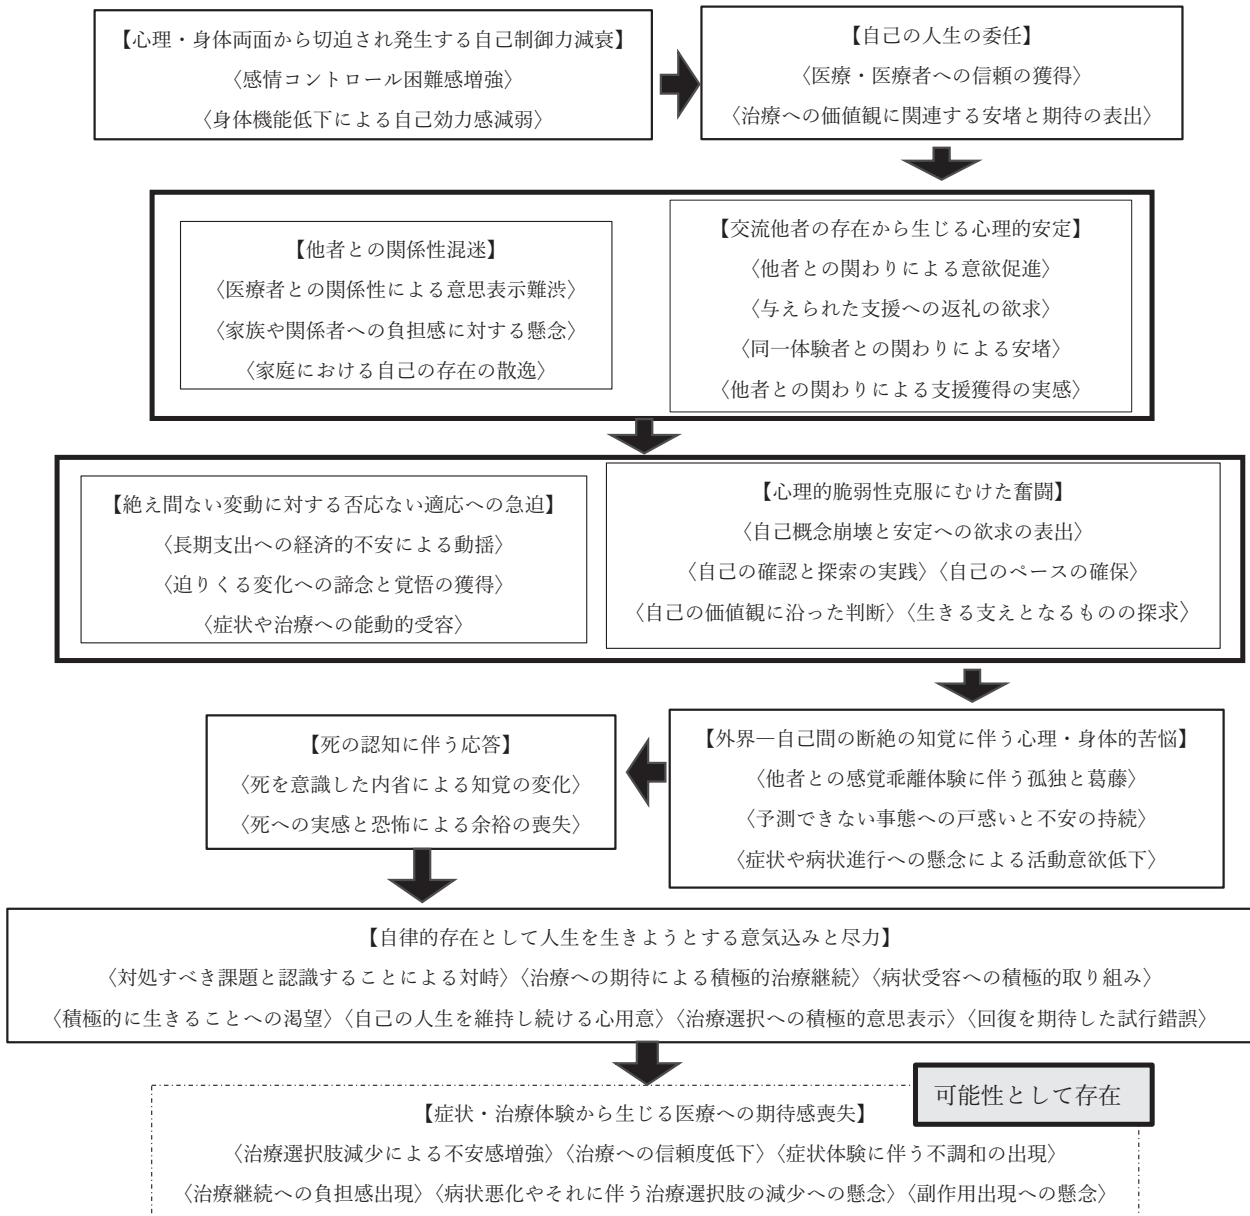 【心理・身体両面から切迫され発生する自己制御力減衰】
〈感情コントロール困難感増強〉
〈身体機能低下による自己効力感減弱〉
【自己の人生の委任】
〈医療・医療者への信頼の獲得〉
〈治療への価値観に関連する安堵と期待の表出〉
【他者との関係性混迷】
〈医療者との関係性による意思表示難渋〉
〈家族や関係者への負担感に対する懸念〉
〈家庭における自己の存在の散逸〉
【交流他者の存在から生じる心理的安定】
〈他者との関わりによる意欲促進〉
〈与えられた支援への返礼の欲求〉
〈同一体験者との関わりによる安堵〉
〈他者との関わりによる支援獲得の実感〉
【絶え間ない変動に対する否応ない適応への急迫】
〈長期支出への経済的不安による動揺〉
〈迫りくる変化への諦念と覚悟の獲得〉
〈症状や治療への能動的受容〉
【心理的脆弱性克服にむけた奮闘】
〈自己概念崩壊と安定への欲求の表出〉
〈自己の確認と探索の実践〉〈自己のペースの確保〉
〈自己の価値観に沿った判断〉〈生きる支えとなるものの探求〉
【外界―自己間の断絶の知覚に伴う心理・身体的苦悩】
〈他者との感覚乖離体験に伴う孤独と葛藤〉
〈予測できない事態への戸惑いと不安の持続〉
〈症状や病状進行への懸念による活動意欲低下〉
【死の認知に伴う応答】
〈死を意識した内省による知覚の変化〉
〈死への実感と恐怖による余裕の喪失〉
【自律的存在として人生を生きようとする意気込みと尽力】
〈対処すべき課題と認識することによる対峙〉〈治療への期待による積極的治療継続〉〈病状受容への積極的取り組み〉
〈積極的に生きることへの渇望〉〈自己の人生を維持し続ける心用意〉〈治療選択への積極的意思表示〉〈回復を期待した試行錯誤〉
可能性として存在
【症状・治療体験から生じる医療への期待感喪失】
〈治療選択肢減少による不安感増強〉〈治療への信頼度低下〉〈症状体験に伴う不調和の出現〉
〈治療継続への負担感出現〉〈病状悪化やそれに伴う治療選択肢の減少への懸念〉〈副作用出現への懸念〉